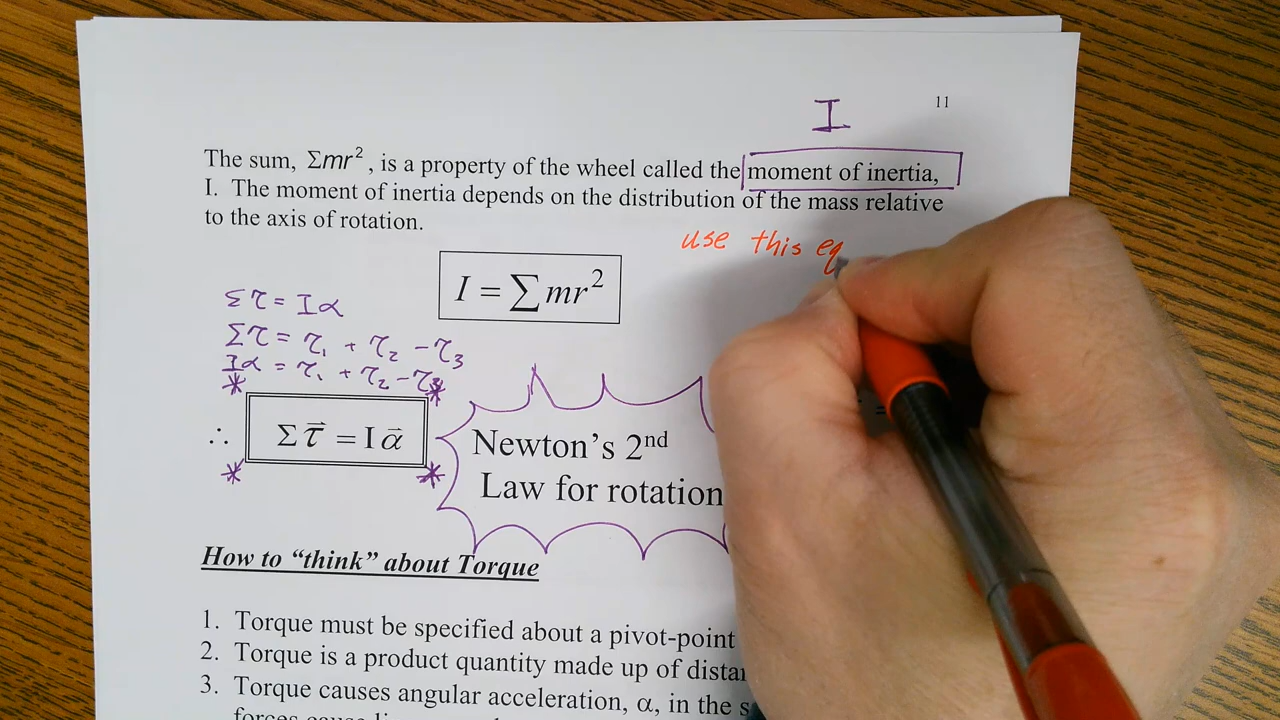 I
11
The sum, Σmr², is a property of the wheel called the moment of inertia,
I. The moment of inertia depends on the distribution of the mass relative
to the axis of rotation.
use this eq
I = ∑ mr²
Στ = Iα
Στ = τ₁ + τ₂ - τ₃
Iα = τ₁ + τ₂ - τ₃
* *
∴ Στ⃗ = Iα⃗
* *
Newton's 2nd
Law for rotation
How to “think” about Torque
1. Torque must be specified about a pivot-point
2. Torque is a product quantity made up of
3. Torque causes angular acceleration, α, in the